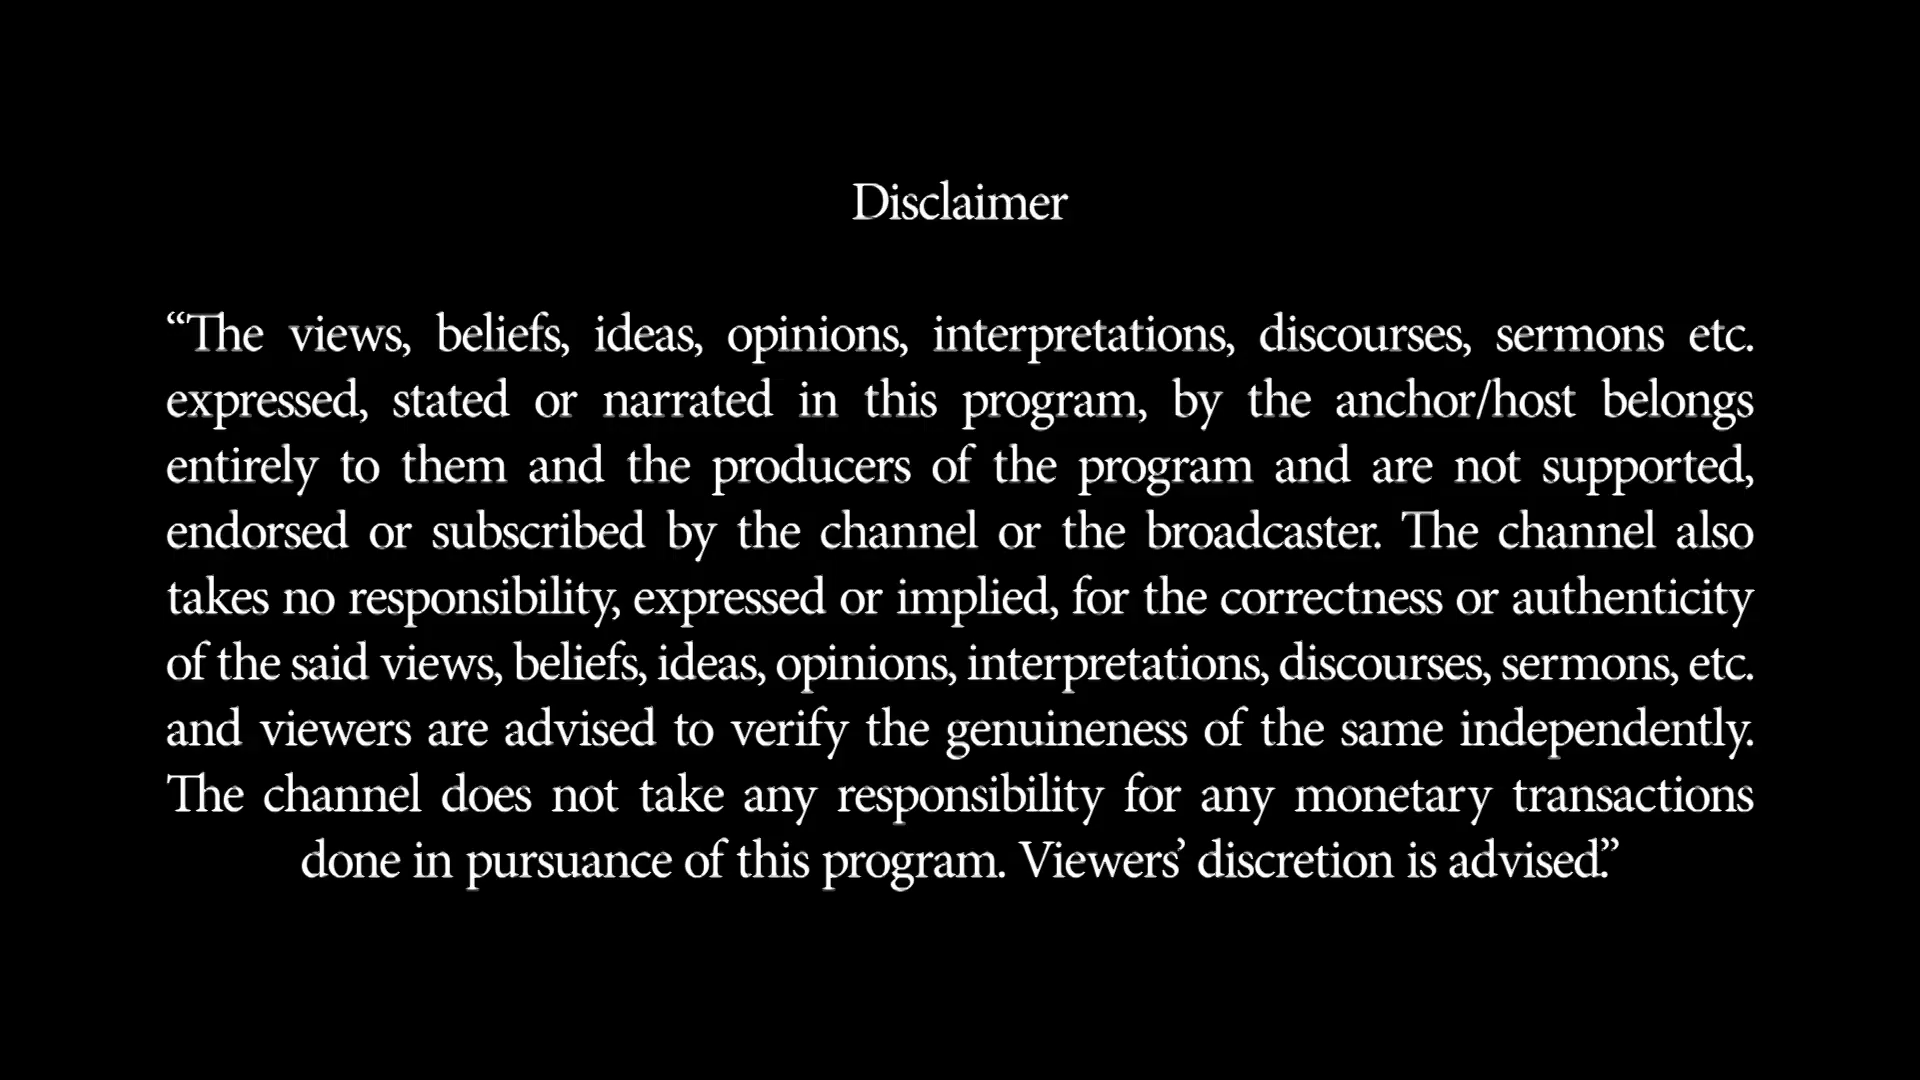 Disclaimer
“The views, beliefs, ideas, opinions, interpretations, discourses, sermons etc.
expressed, stated or narrated in this program, by the anchor/host belongs
entirely to them and the producers of the program and are not supported,
endorsed or subscribed by the channel or the broadcaster. The channel also
takes no responsibility, expressed or implied, for the correctness or authenticity
of the said views, beliefs, ideas, opinions, interpretations, discourses, sermons, etc.
and viewers are advised to verify the genuineness of the same independently.
The channel does not take any responsibility for any monetary transactions
done in pursuance of this program. Viewers’ discretion is advised.”